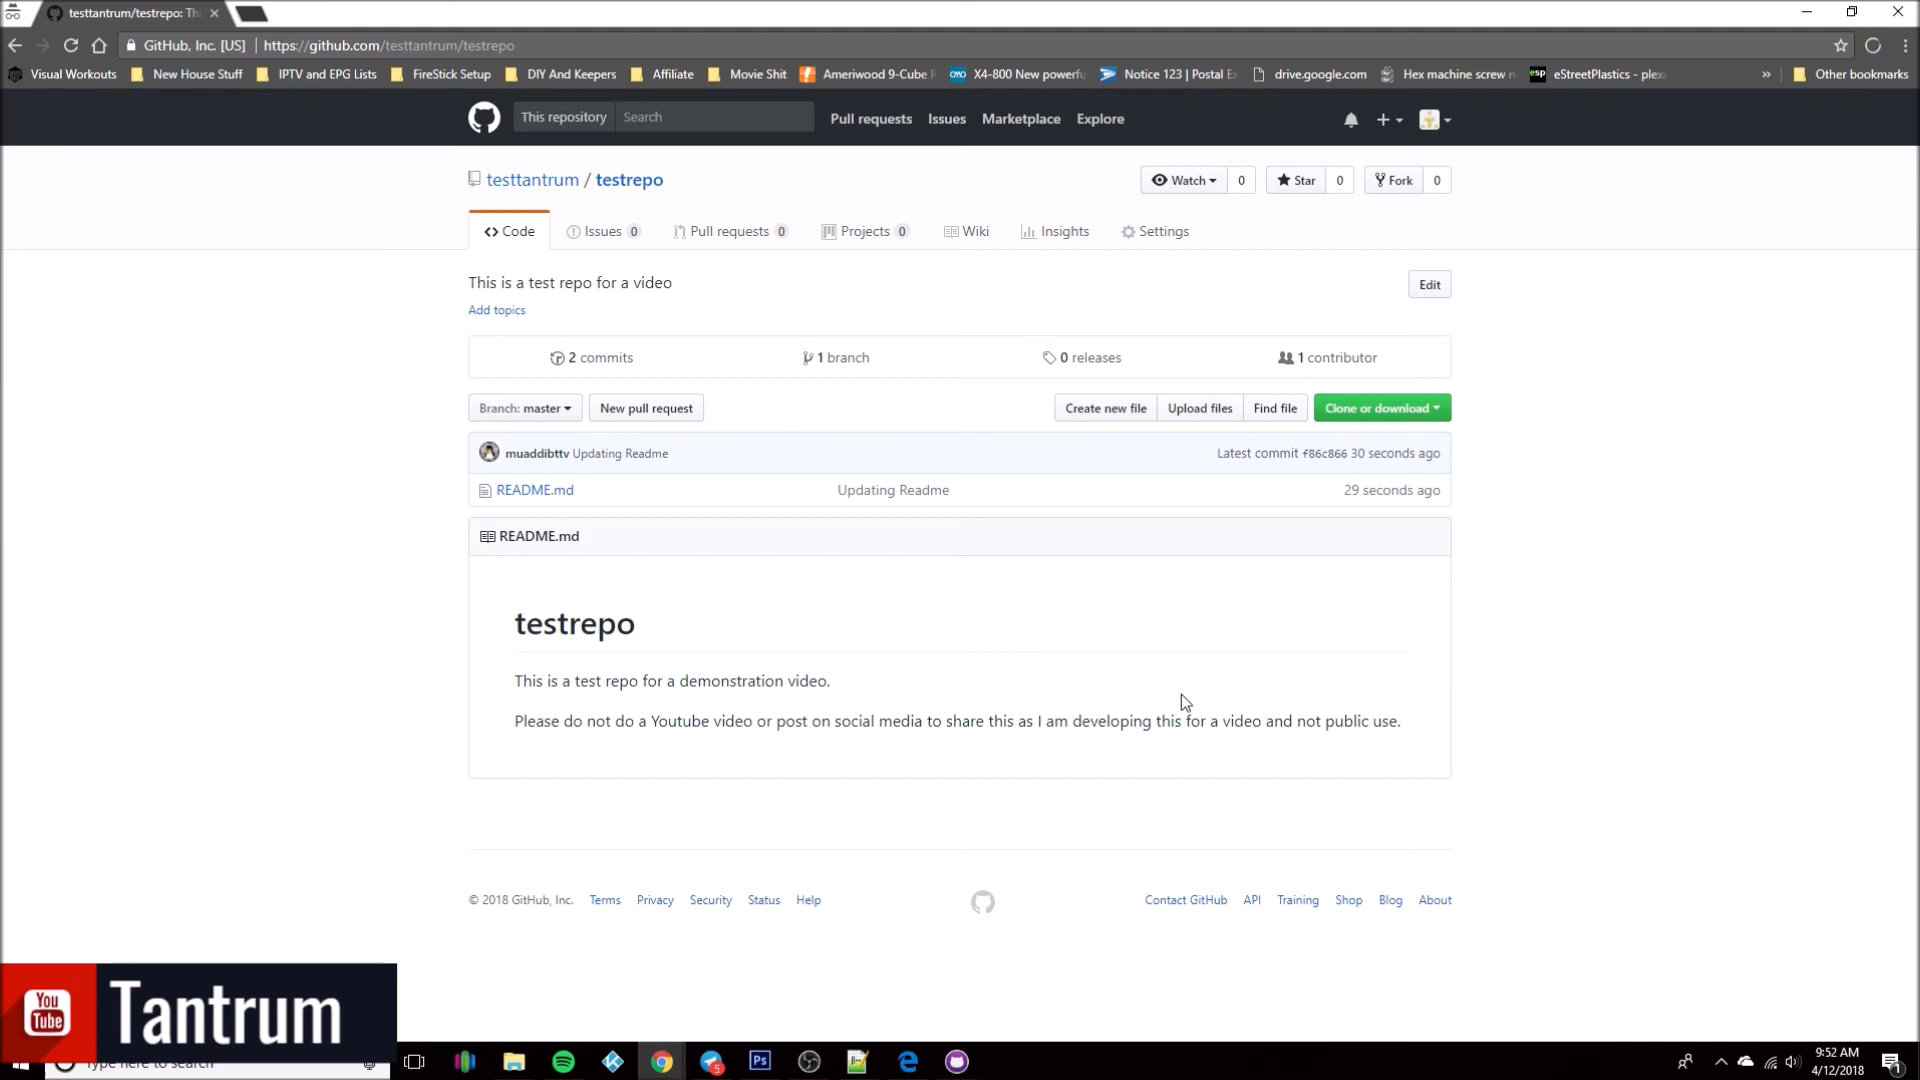 testtantrum/testrepo: Th
GitHub, Inc. [US] https://github.com/testtantrum/testrepo
Visual Workouts New House Stuff IPTV and EPG Lists FireStick Setup DIY And Keepers Affiliate Movie Shit Ameriwood 9-Cube X4-800 New powerfu Notice 123 | Postal E drive.google.com Hex machine screw n eStreetPlastics - plexi » Other bookmarks
This repository Search Pull requests Issues Marketplace Explore
testtantrum / testrepo Watch 0 Star 0 Fork 0
Code Issues 0 Pull requests 0 Projects 0 Wiki Insights Settings
This is a test repo for a video Edit
Add topics
2 commits 1 branch 0 releases 1 contributor
Branch: master New pull request Create new file Upload files Find file Clone or download
muaddibttv Updating Readme Latest commit f86c866 30 seconds ago
README.md Updating Readme 29 seconds ago
README.md
testrepo
This is a test repo for a demonstration video.
Please do not do a Youtube video or post on social media to share this as I am developing this for a video and not public use.
© 2018 GitHub, Inc. Terms Privacy Security Status Help Contact GitHub API Training Shop Blog About
You Tube Tantrum
Type here to search 5 Ps 9:52 AM
4/12/2018 1